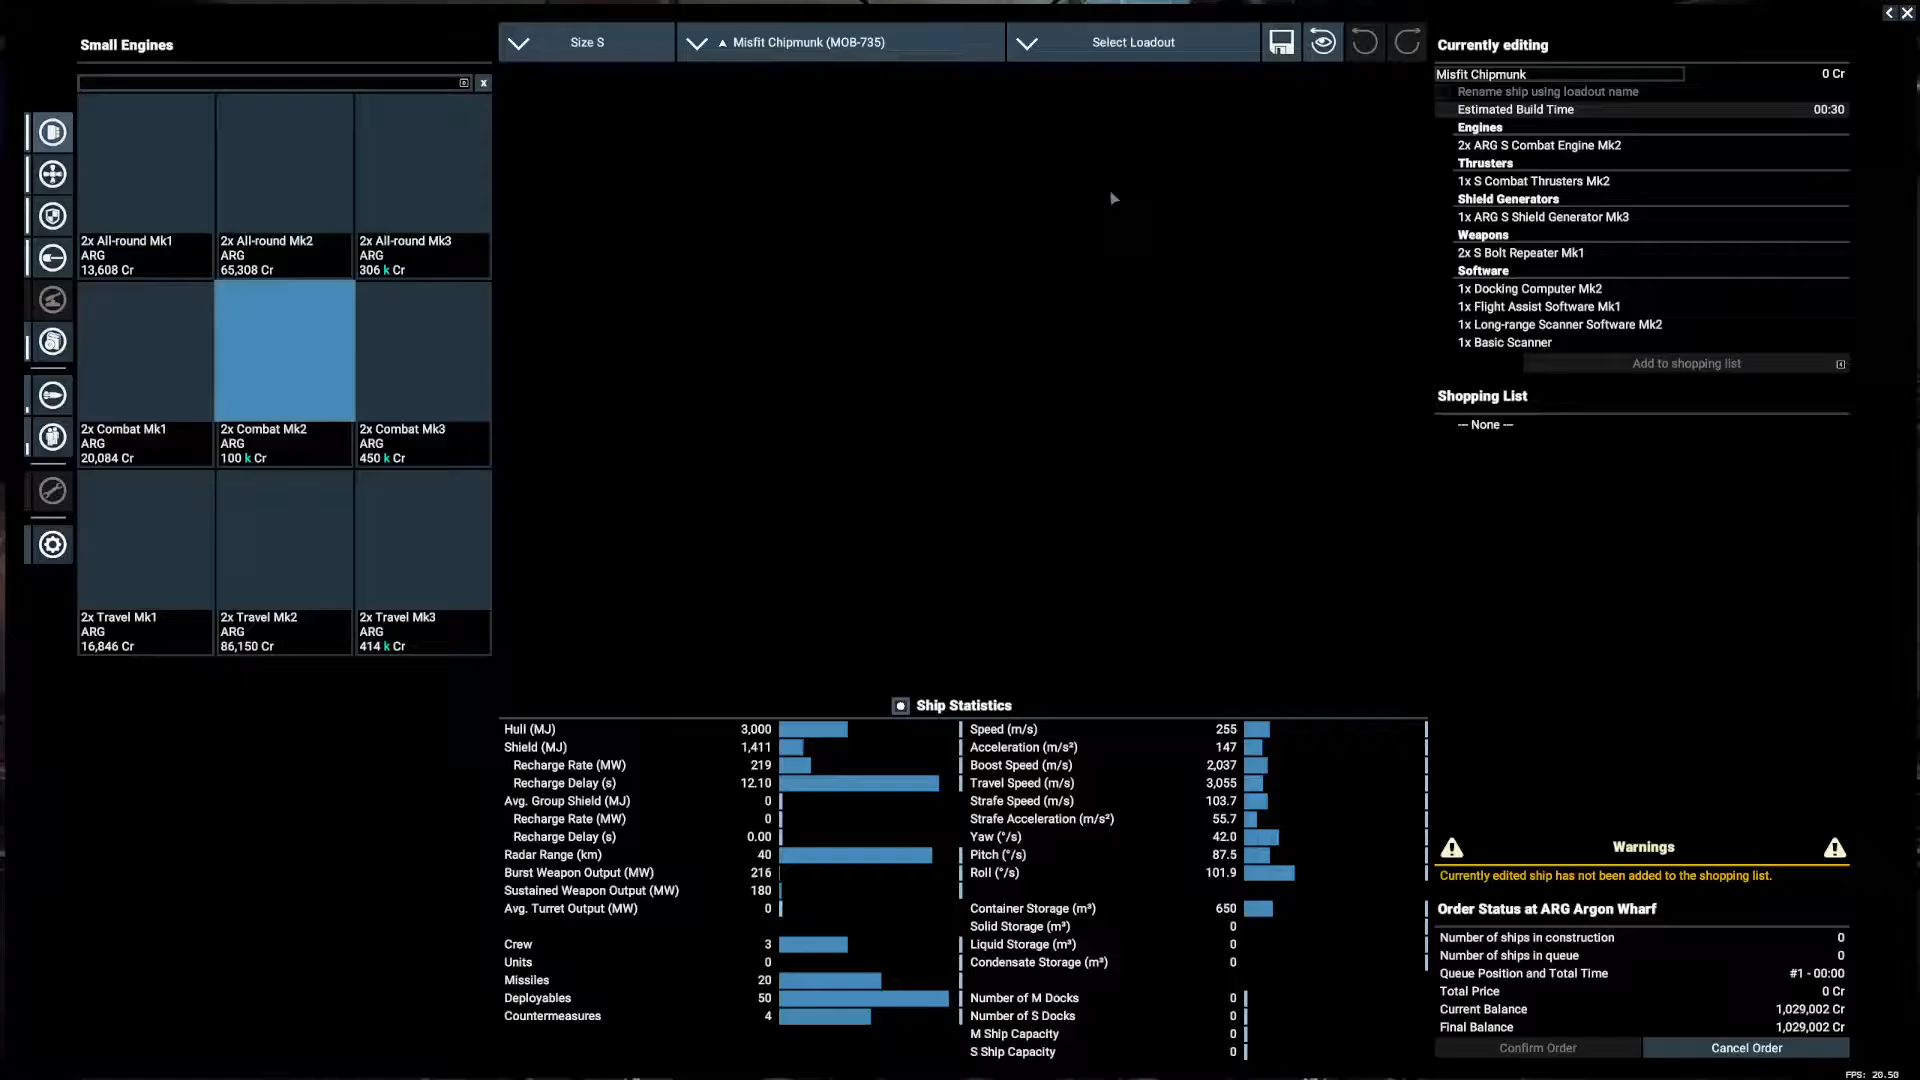 Small Engines
x
2x All-round Mk1
ARG
13,608 Cr
2x All-round Mk2
ARG
65,308 Cr
2x All-round Mk3
ARG
306 k Cr
2x Combat Mk1
ARG
20,084 Cr
2x Combat Mk2
ARG
100 k Cr
2x Combat Mk3
ARG
450 k Cr
2x Travel Mk1
ARG
16,846 Cr
2x Travel Mk2
ARG
86,150 Cr
2x Travel Mk3
ARG
414 k Cr
Size S
Misfit Chipmunk (MOB-735)
Select Loadout
Ship Statistics
Hull (MJ) 3,000
Shield (MJ) 1,411
Recharge Rate (MW) 219
Recharge Delay (s) 12.10
Avg. Group Shield (MJ) 0
Recharge Rate (MW) 0
Recharge Delay (s) 0.00
Radar Range (km) 40
Burst Weapon Output (MW) 216
Sustained Weapon Output (MW) 180
Avg. Turret Output (MW) 0
Crew 3
Units 0
Missiles 20
Deployables 50
Countermeasures 4
Speed (m/s) 255
Acceleration (m/s²) 147
Boost Speed (m/s) 2,037
Travel Speed (m/s) 3,055
Strafe Speed (m/s) 103.7
Strafe Acceleration (m/s²) 55.7
Yaw (°/s) 42.0
Pitch (°/s) 87.5
Roll (°/s) 101.9
Container Storage (m³) 650
Solid Storage (m³) 0
Liquid Storage (m³) 0
Condensate Storage (m³) 0
Number of M Docks 0
Number of S Docks 0
M Ship Capacity 0
S Ship Capacity 0
Currently editing
Misfit Chipmunk 0 Cr
Rename ship using loadout name
Estimated Build Time 00:30
Engines
2x ARG S Combat Engine Mk2
Thrusters
1x S Combat Thrusters Mk2
Shield Generators
1x ARG S Shield Generator Mk3
Weapons
2x S Bolt Repeater Mk1
Software
1x Docking Computer Mk2
1x Flight Assist Software Mk1
1x Long-range Scanner Software Mk2
1x Basic Scanner
Add to shopping list
Shopping List
--- None ---
Warnings
Currently edited ship has not been added to the shopping list.
Order Status at ARG Argon Wharf
Number of ships in construction 0
Number of ships in queue 0
Queue Position and Total Time #1 - 00:00
Total Price 0 Cr
Current Balance 1,029,002 Cr
Final Balance 1,029,002 Cr
Confirm Order
Cancel Order
FPS: 20.50